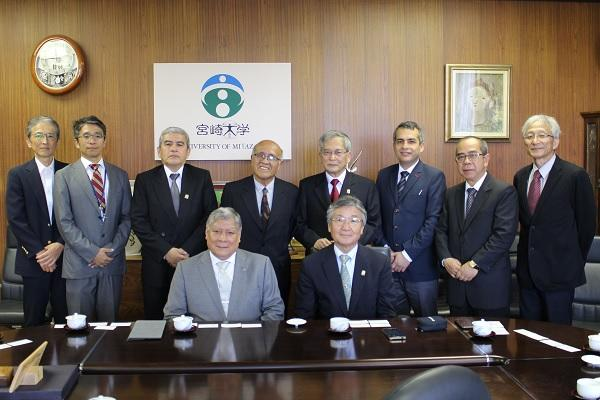 宮崎大学
UNIVERSITY OF MIYAZAKI